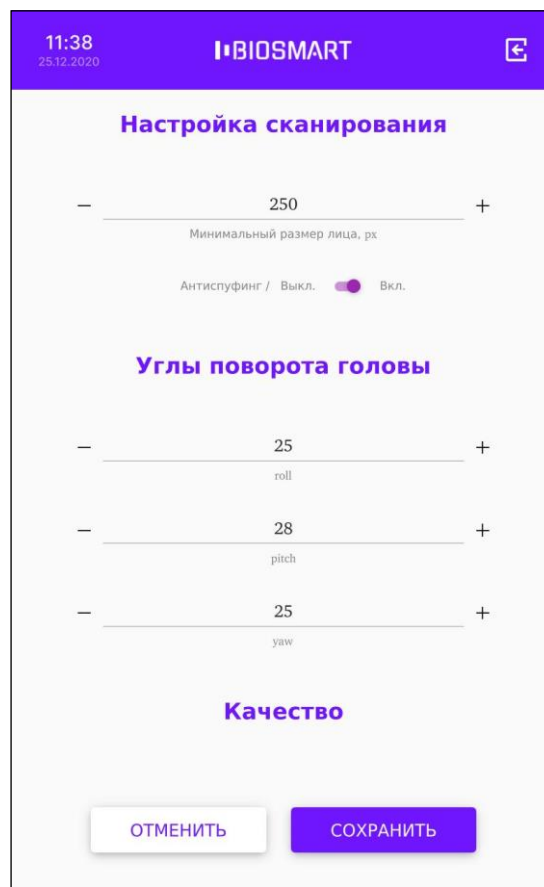 11:38
BIOSMART
25.12.2020
Настройка сканирования
− 250 +
Минимальный размер лица, px
Антиспуфинг / Выкл. Вкл.
Углы поворота головы
− 25 +
roll
− 28 +
pitch
− 25 +
yaw
Качество
ОТМЕНИТЬ СОХРАНИТЬ